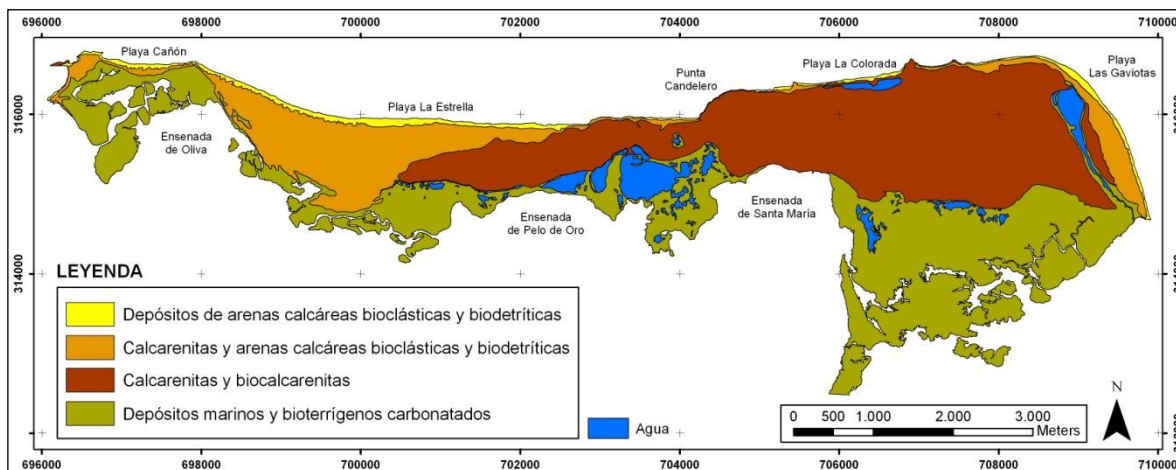 696000 698000 700000 702000 704000 706000 708000 710000
Playa Cañón
Playa La Colorada
Playa
Las Gaviotas
Punta
Candelero
Playa La Estrella
316000
Ensenada
de Oliva
Ensenada
de Pelo de Oro
Ensenada
de Santa María
314000
LEYENDA
Depósitos de arenas calcáreas bioclásticas y biodetríticas
Calcarenitas y arenas calcáreas bioclásticas y biodetríticas
Calcarenitas y biocalcarenitas
Depósitos marinos y bioterrígenos carbonatados
Agua
N
0 500 1.000 2.000 3.000
Meters
696000 698000 700000 702000 704000 706000 708000 710000